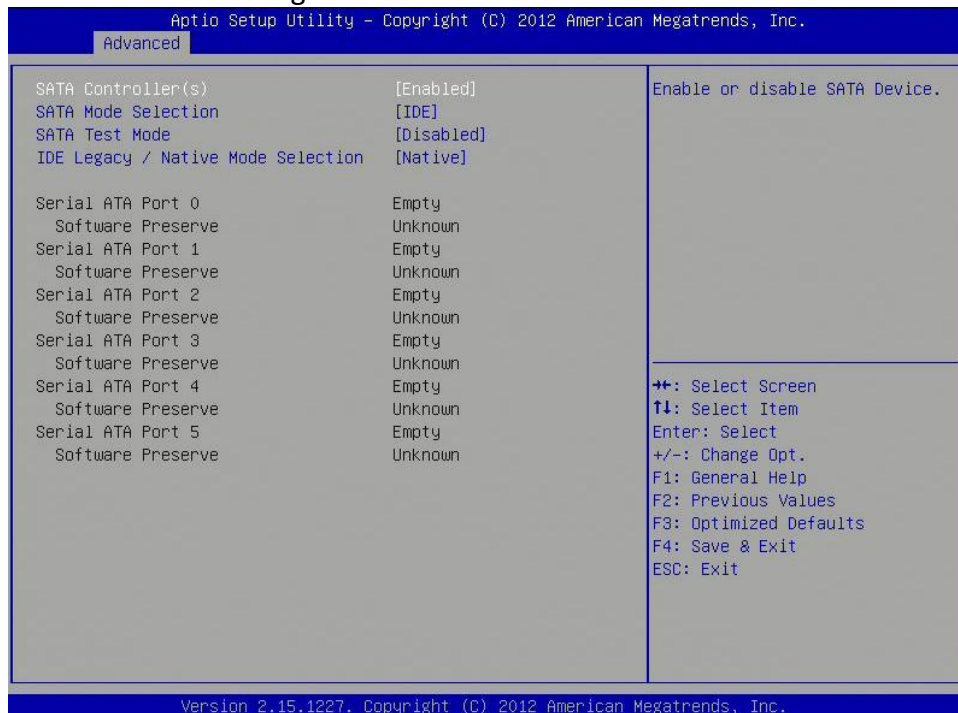 Aptio Setup Utility – Copyright (C) 2012 American Megatrends, Inc.
Advanced
SATA Controller(s) [Enabled]
SATA Mode Selection [IDE]
SATA Test Mode [Disabled]
IDE Legacy / Native Mode Selection [Native]
Serial ATA Port 0 Empty
Software Preserve Unknown
Serial ATA Port 1 Empty
Software Preserve Unknown
Serial ATA Port 2 Empty
Software Preserve Unknown
Serial ATA Port 3 Empty
Software Preserve Unknown
Serial ATA Port 4 Empty
Software Preserve Unknown
Serial ATA Port 5 Empty
Software Preserve Unknown
Enable or disable SATA Device.
→←: Select Screen
↑↓: Select Item
Enter: Select
+/-: Change Opt.
F1: General Help
F2: Previous Values
F3: Optimized Defaults
F4: Save & Exit
ESC: Exit
Version 2.15.1227. Copyright (C) 2012 American Megatrends, Inc.